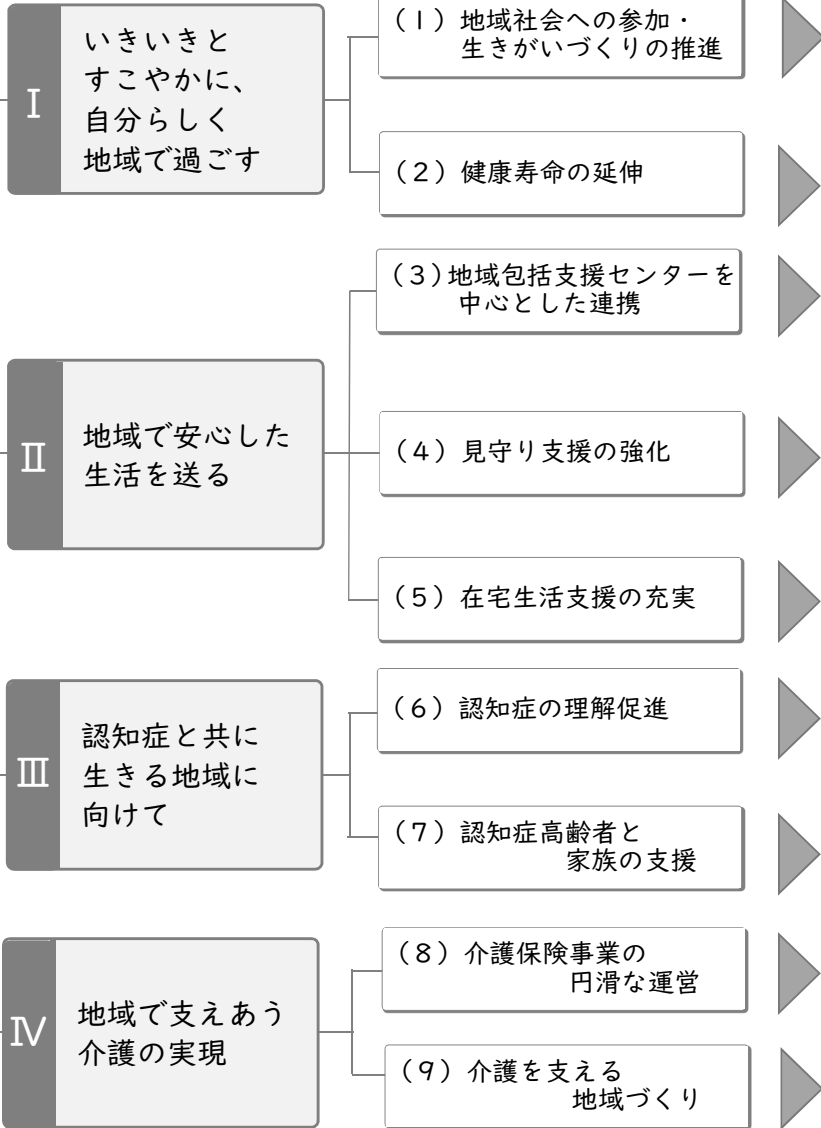 Ⅰ
いきいきと
すこやかに、
自分らしく
地域で過ごす
（１）地域社会への参加・
生きがいづくりの推進
（２）健康寿命の延伸
Ⅱ
地域で安心した
生活を送る
（３）地域包括支援センターを
中心とした連携
（４）見守り支援の強化
（５）在宅生活支援の充実
Ⅲ
認知症と共に
生きる地域に
向けて
（６）認知症の理解促進
（７）認知症高齢者と
家族の支援
Ⅳ
地域で支えあう
介護の実現
（８）介護保険事業の
円滑な運営
（９）介護を支える
地域づくり